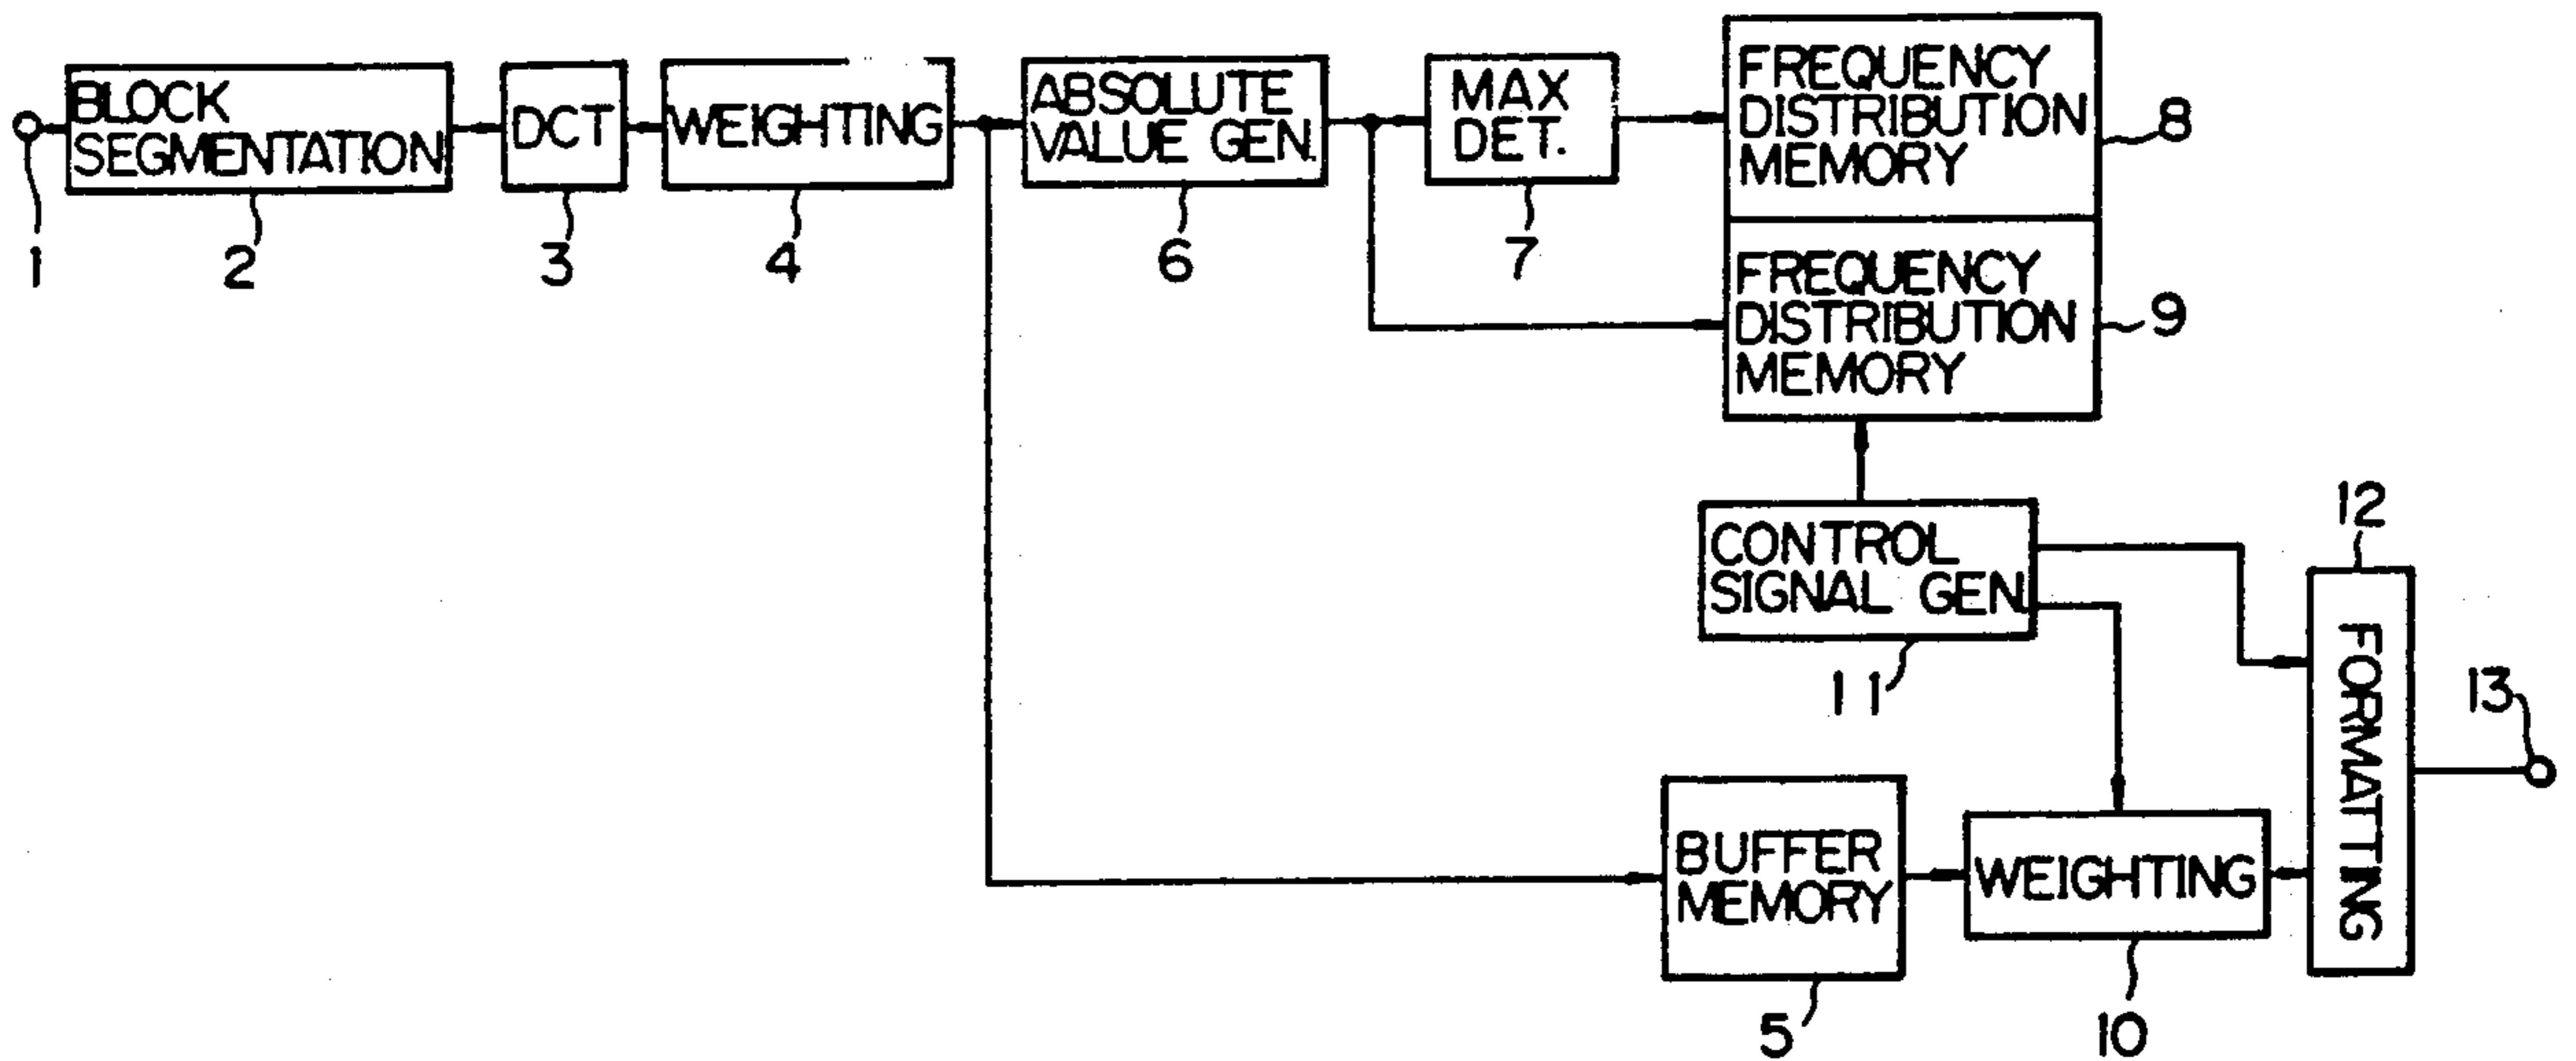 BLOCK
SEGMENTATION
DCT
WEIGHTING
ABSOLUTE
VALUE GEN.
MAX
DET.
FREQUENCY
DISTRIBUTION
MEMORY
8
1
2
3
4
6
7
FREQUENCY
DISTRIBUTION
MEMORY
9
CONTROL
SIGNAL GEN.
11
12
FORMATTING
13
BUFFER
MEMORY
WEIGHTING
5
10